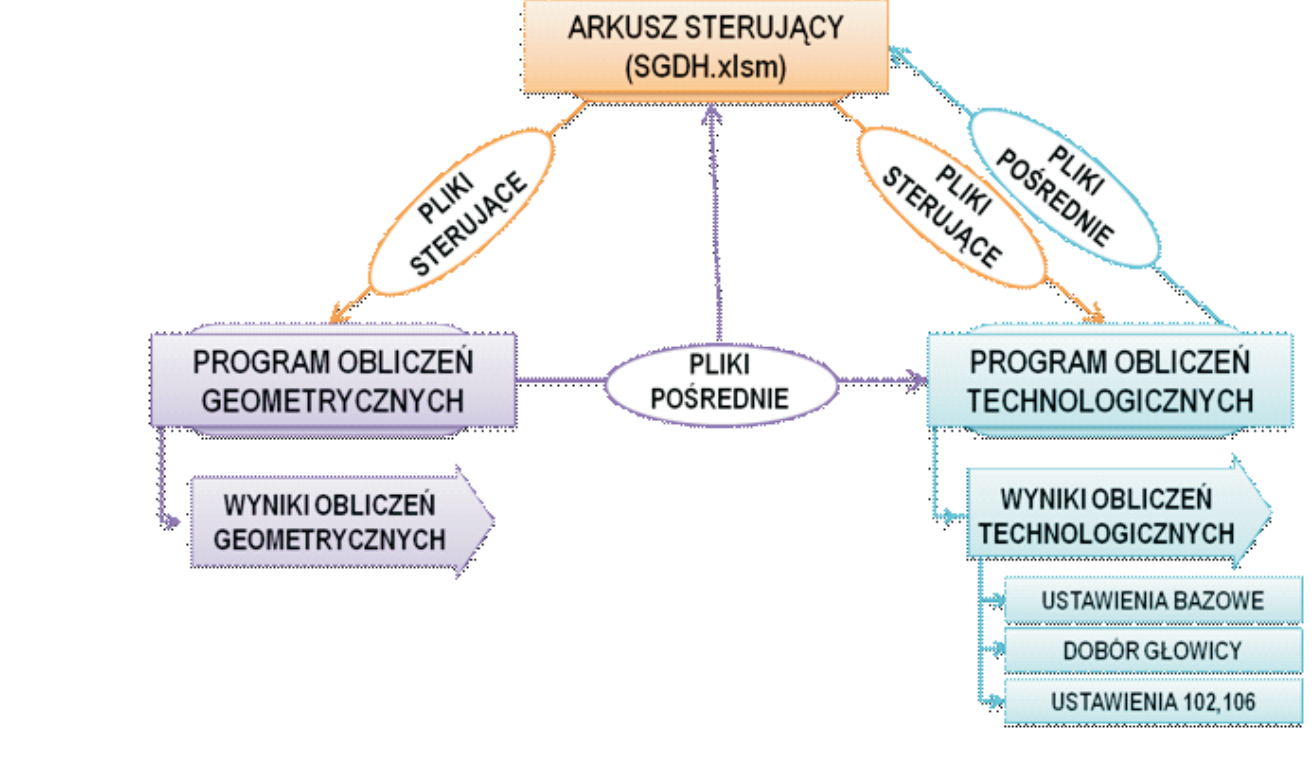 ARKUSZ STERUJĄCY
(SGDH.xlsm)
PLIKI
STERUJĄCE
PLIKI
STERUJĄCE
PLIKI
POŚREDNIE
PROGRAM OBLICZEŃ
GEOMETRYCZNYCH
PLIKI
POŚREDNIE
PROGRAM OBLICZEŃ
TECHNOLOGICZNYCH
WYNIKI OBLICZEŃ
GEOMETRYCZNYCH
WYNIKI OBLICZEŃ
TECHNOLOGICZNYCH
USTAWIENIA BAZOWE
DOBÓR GŁOWICY
USTAWIENIA 102,106